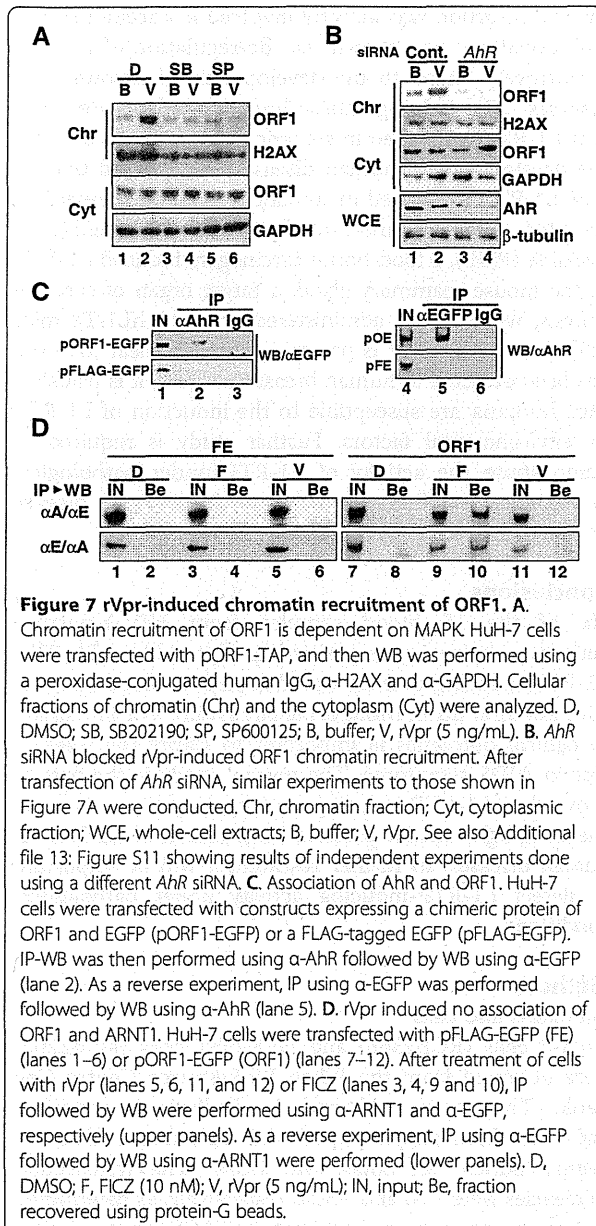 A
D SB SP
B V B V B V
Chr
ORF1
H2AX
Cyt
ORF1
GAPDH
1 2 3 4 5 6
B
siRNA Cont. AhR
B V B V
Chr
ORF1
H2AX
Cyt
ORF1
GAPDH
WCE
AhR
β-tubulin
1 2 3 4
C
IP
IN αAhR IgG
pORF1-EGFP
pFLAG-EGFP
WB/αEGFP
1 2 3
IP
IN αEGFP IgG
pOE
pFE
WB/αAhR
4 5 6
D
FE ORF1
D F V D F V
IP►WB IN Be IN Be IN Be IN Be IN Be IN Be
αA/αE
αE/αA
1 2 3 4 5 6 7 8 9 10 11 12
Figure 7 rVpr-induced chromatin recruitment of ORF1. A.
Chromatin recruitment of ORF1 is dependent on MAPK. HuH-7 cells
were transfected with pORF1-TAP, and then WB was performed using
a peroxidase-conjugated human IgG, α-H2AX and α-GAPDH. Cellular
fractions of chromatin (Chr) and the cytoplasm (Cyt) were analyzed. D,
DMSO; SB, SB202190; SP, SP600125; B, buffer; V, rVpr (5 ng/mL). B. AhR
siRNA blocked rVpr-induced ORF1 chromatin recruitment. After
transfection of AhR siRNA, similar experiments to those shown in
Figure 7A were conducted. Chr, chromatin fraction; Cyt, cytoplasmic
fraction; WCE, whole-cell extracts; B, buffer; V, rVpr. See also Additional
file 13: Figure S11 showing results of independent experiments done
using a different AhR siRNA. C. Association of AhR and ORF1. HuH-7
cells were transfected with constructs expressing a chimeric protein of
ORF1 and EGFP (pORF1-EGFP) or a FLAG-tagged EGFP (pFLAG-EGFP).
IP-WB was then performed using α-AhR followed by WB using α-EGFP
(lane 2). As a reverse experiment, IP using α-EGFP was performed
followed by WB using α-AhR (lane 5). D. rVpr induced no association of
ORF1 and ARNT1. HuH-7 cells were transfected with pFLAG-EGFP (FE)
(lanes 1–6) or pORF1-EGFP (ORF1) (lanes 7–12). After treatment of cells
with rVpr (lanes 5, 6, 11, and 12) or FICZ (lanes 3, 4, 9 and 10), IP
followed by WB were performed using α-ARNT1 and α-EGFP,
respectively (upper panels). As a reverse experiment, IP using α-EGFP
followed by WB using α-ARNT1 were performed (lower panels). D,
DMSO; F, FICZ (10 nM); V, rVpr (5 ng/mL); IN, input; Be, fraction
recovered using protein-G beads.